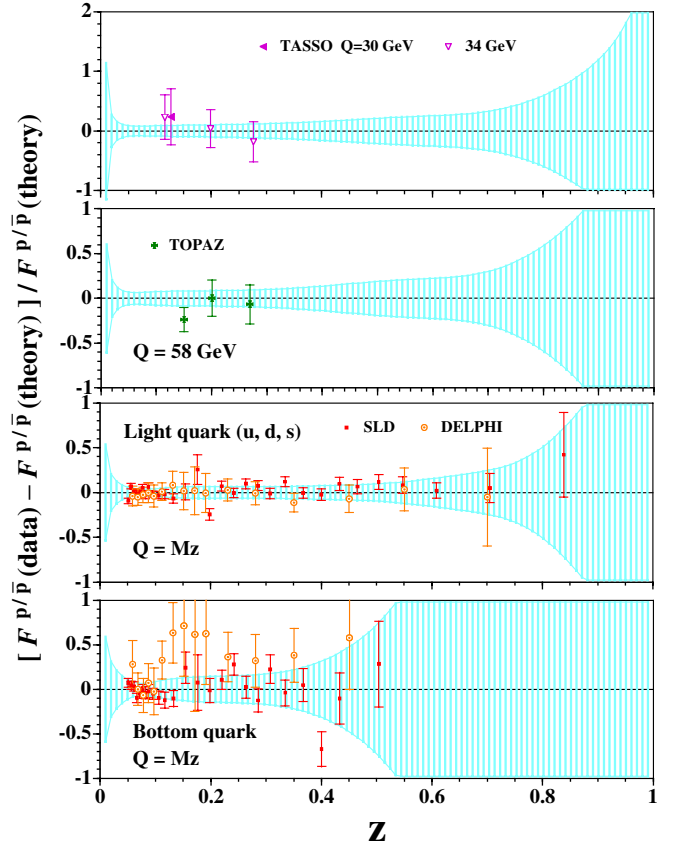 [ F p/p̅ (data) – F p/p̅ (theory) ] / F p/p̅ (theory)
2
TASSO Q=30 GeV 34 GeV
1
0
-1
TOPAZ
0.5
0
-0.5
Q = 58 GeV
-1
1
Light quark (u, d, s) SLD DELPHI
0.5
0
-0.5
Q = Mz
-1
1
0.5
0
-0.5
Bottom quark
Q = Mz
-1
0 0.2 0.4 0.6 0.8 1
z